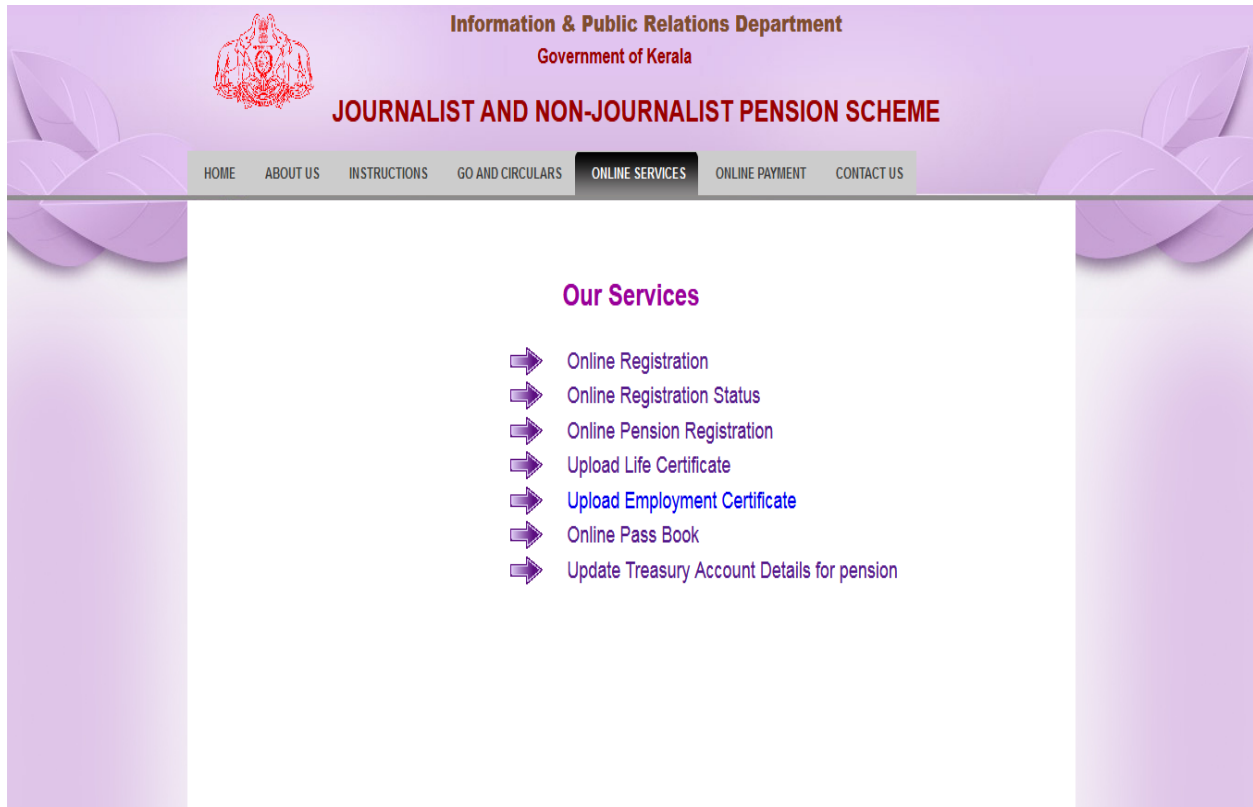 Information & Public Relations Department
Government of Kerala
JOURNALIST AND NON-JOURNALIST PENSION SCHEME
HOME ABOUT US INSTRUCTIONS GO AND CIRCULARS ONLINE SERVICES ONLINE PAYMENT CONTACT US
Our Services
Online Registration
Online Registration Status
Online Pension Registration
Upload Life Certificate
Upload Employment Certificate
Online Pass Book
Update Treasury Account Details for pension